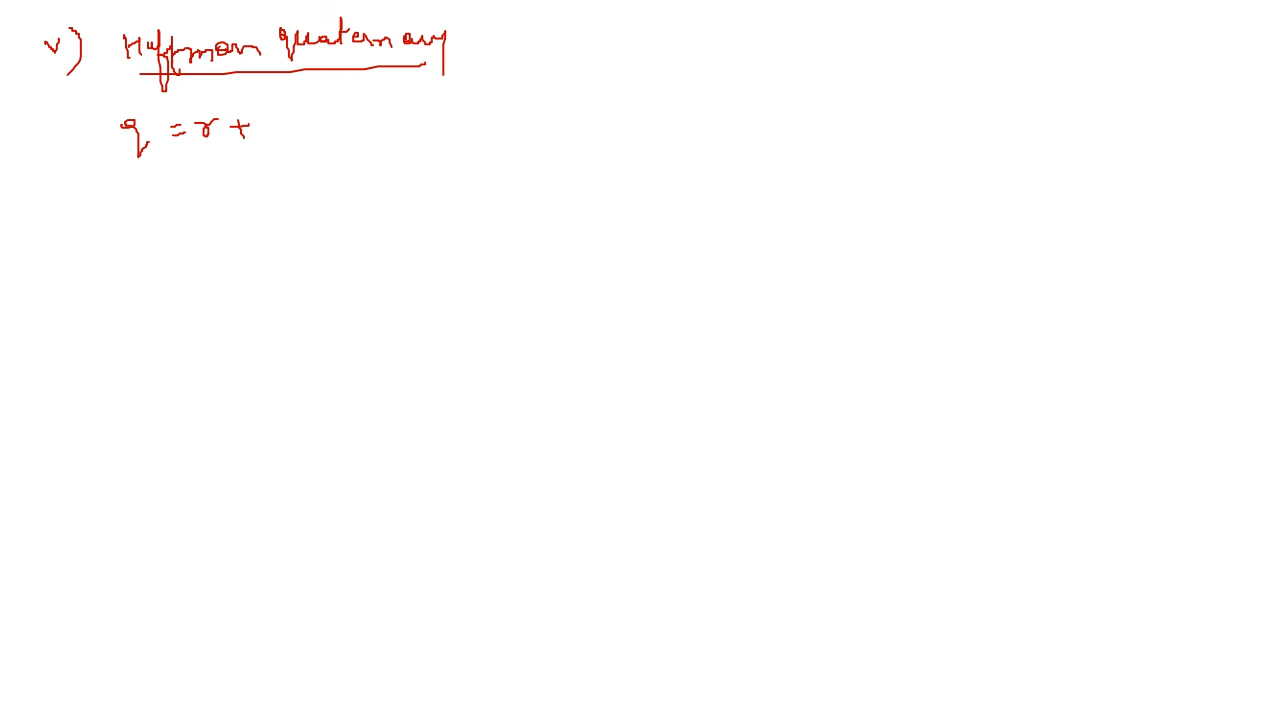 v) Huffman quaternary
q = r +